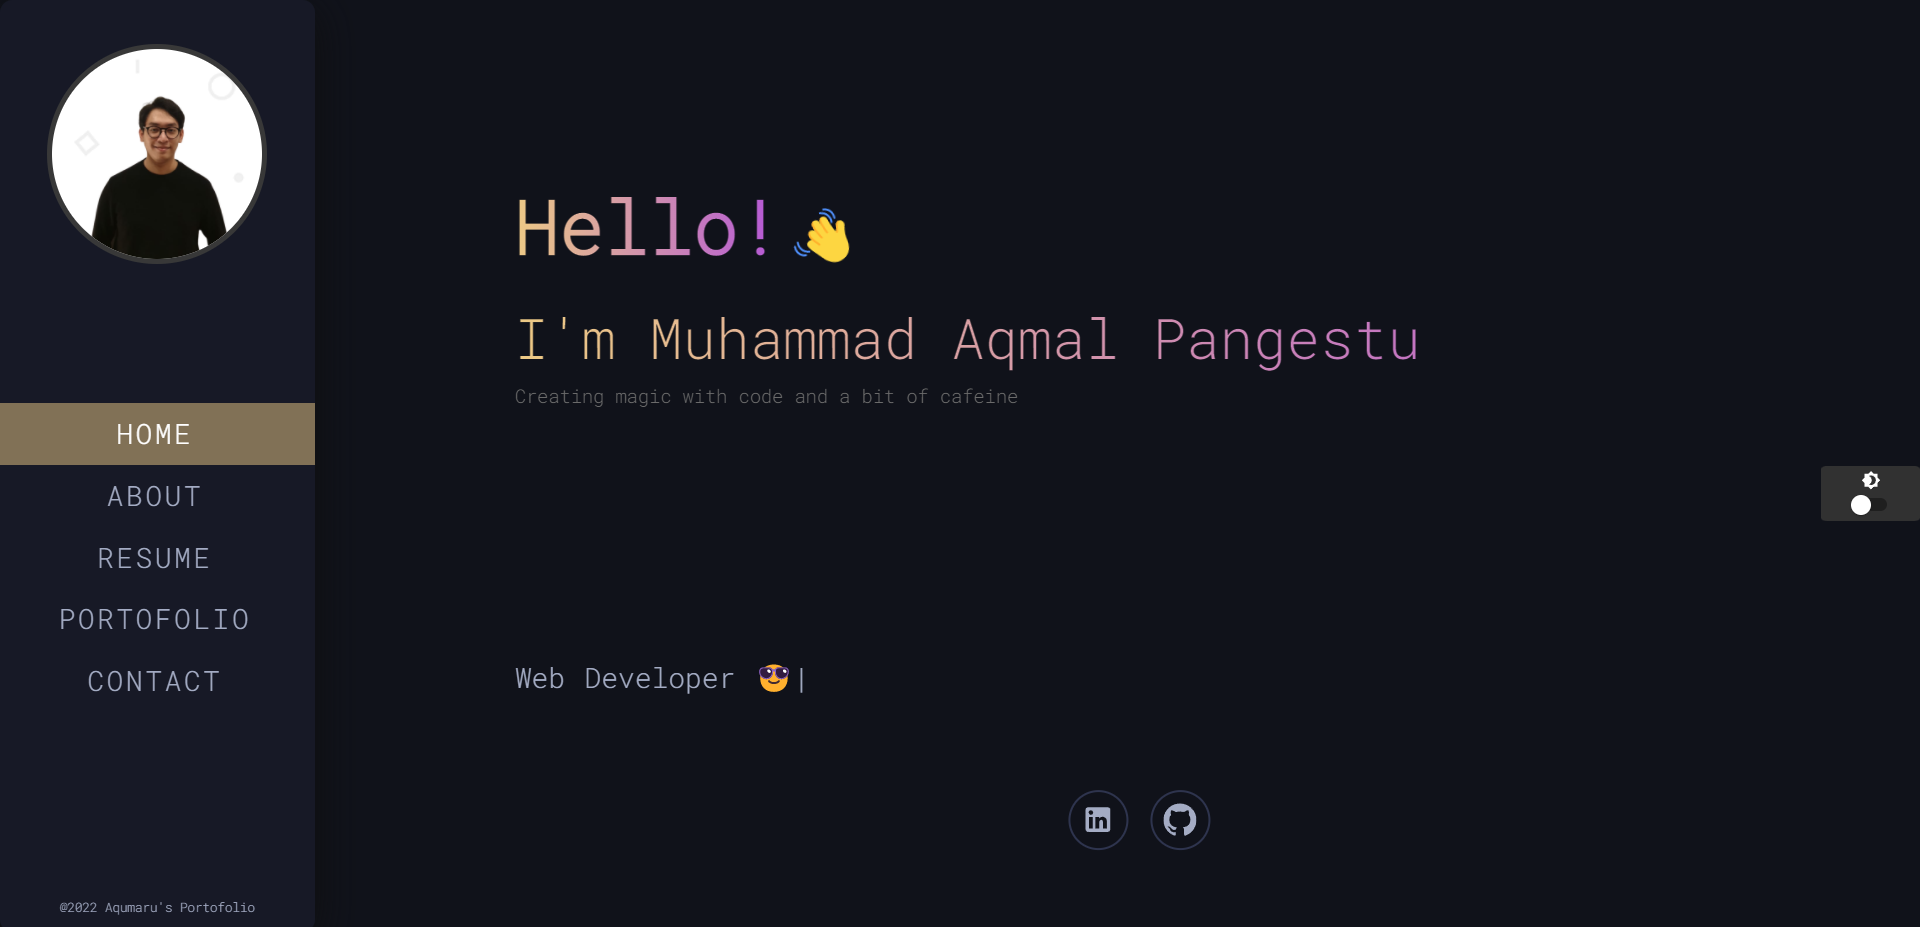 HOME
ABOUT
RESUME
PORTOFOLIO
CONTACT
@2022 Aqumaru's Portofolio
Hello! 👋
I'm Muhammad Aqmal Pangestu
Creating magic with code and a bit of cafeine
Web Developer 😎|
in